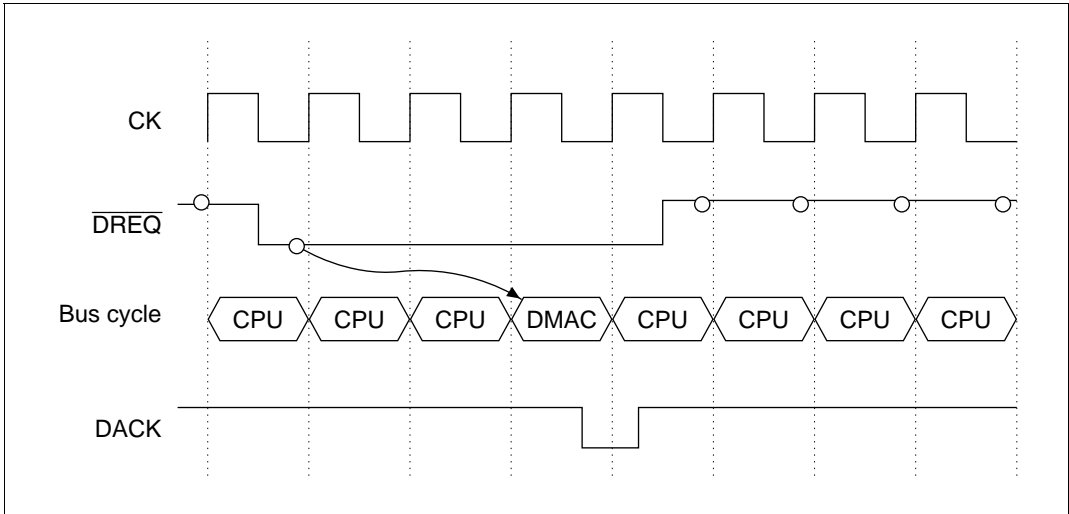 CK
DREQ
Bus cycle
CPU CPU CPU DMAC CPU CPU CPU CPU
DACK